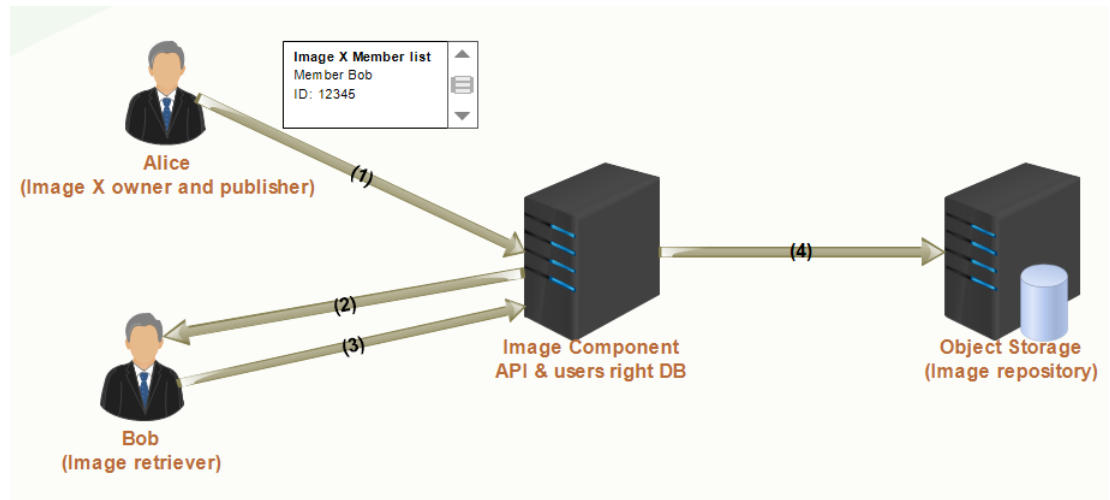 Image X Member list
Member Bob
ID: 12345
Alice
(Image X owner and publisher)
(1)
(2)
(3)
(4)
Image Component
API & users right DB
Object Storage
(Image repository)
Bob
(Image retriever)